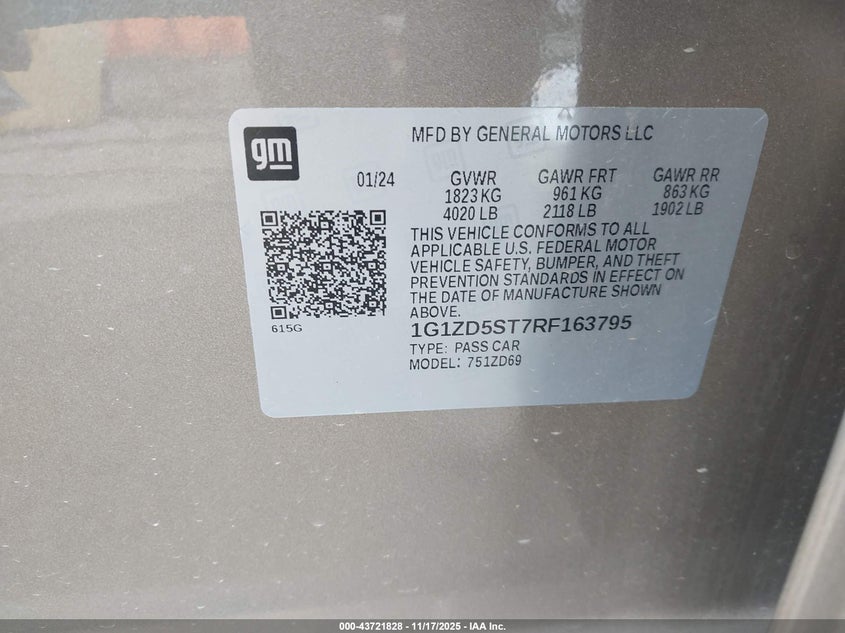 gm
MFD BY GENERAL MOTORS LLC
01/24
GVWR GAWR FRT GAWR RR
1823 KG 961 KG 863 KG
4020 LB 2118 LB 1902 LB
THIS VEHICLE CONFORMS TO ALL
APPLICABLE U.S. FEDERAL MOTOR
VEHICLE SAFETY, BUMPER, AND THEFT
PREVENTION STANDARDS IN EFFECT ON
THE DATE OF MANUFACTURE SHOWN
ABOVE.
615G
1G1ZD5ST7RF163795
TYPE: PASS CAR
MODEL: 751ZD69
000-43721828 - 11/17/2025 - IAA Inc.